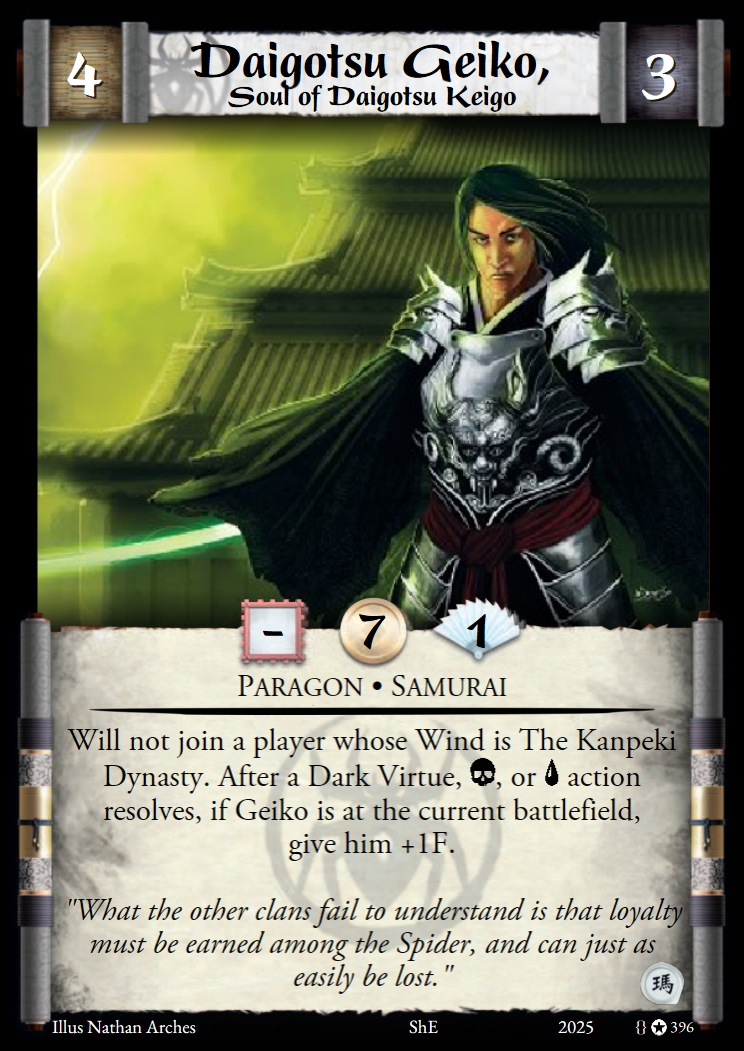 4
Daigotsu Geiko,
Soul of Daigotsu Keigo
3
-
7
1
Paragon • Samurai
Will not join a player whose Wind is The Kanpeki
Dynasty. After a Dark Virtue, , or action
resolves, if Geiko is at the current battlefield,
give him +1F.
"What the other clans fail to understand is that loyalty
must be earned among the Spider, and can just as
easily be lost."
瑪
Illus Nathan Arches ShE 2025 {} ✪ 396